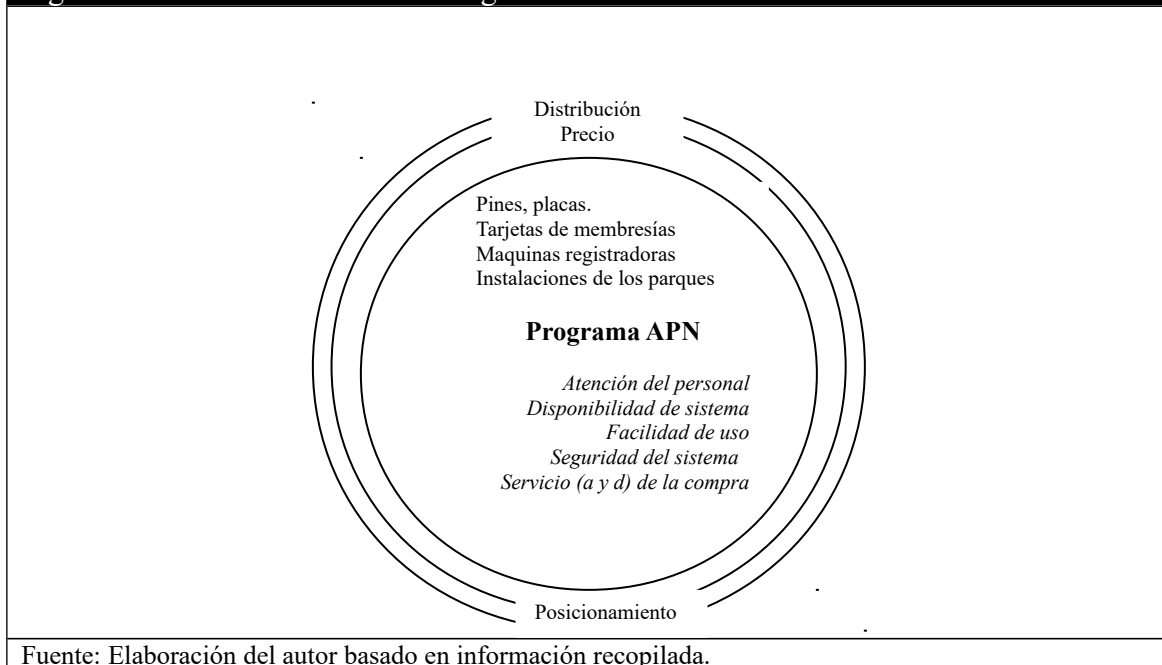 Distribución
Precio
Pines, placas.
Tarjetas de membresías
Maquinas registradoras
Instalaciones de los parques
Programa APN
Atención del personal
Disponibilidad de sistema
Facilidad de uso
Seguridad del sistema
Servicio (a y d) de la compra
Posicionamiento
Fuente: Elaboración del autor basado en información recopilada.